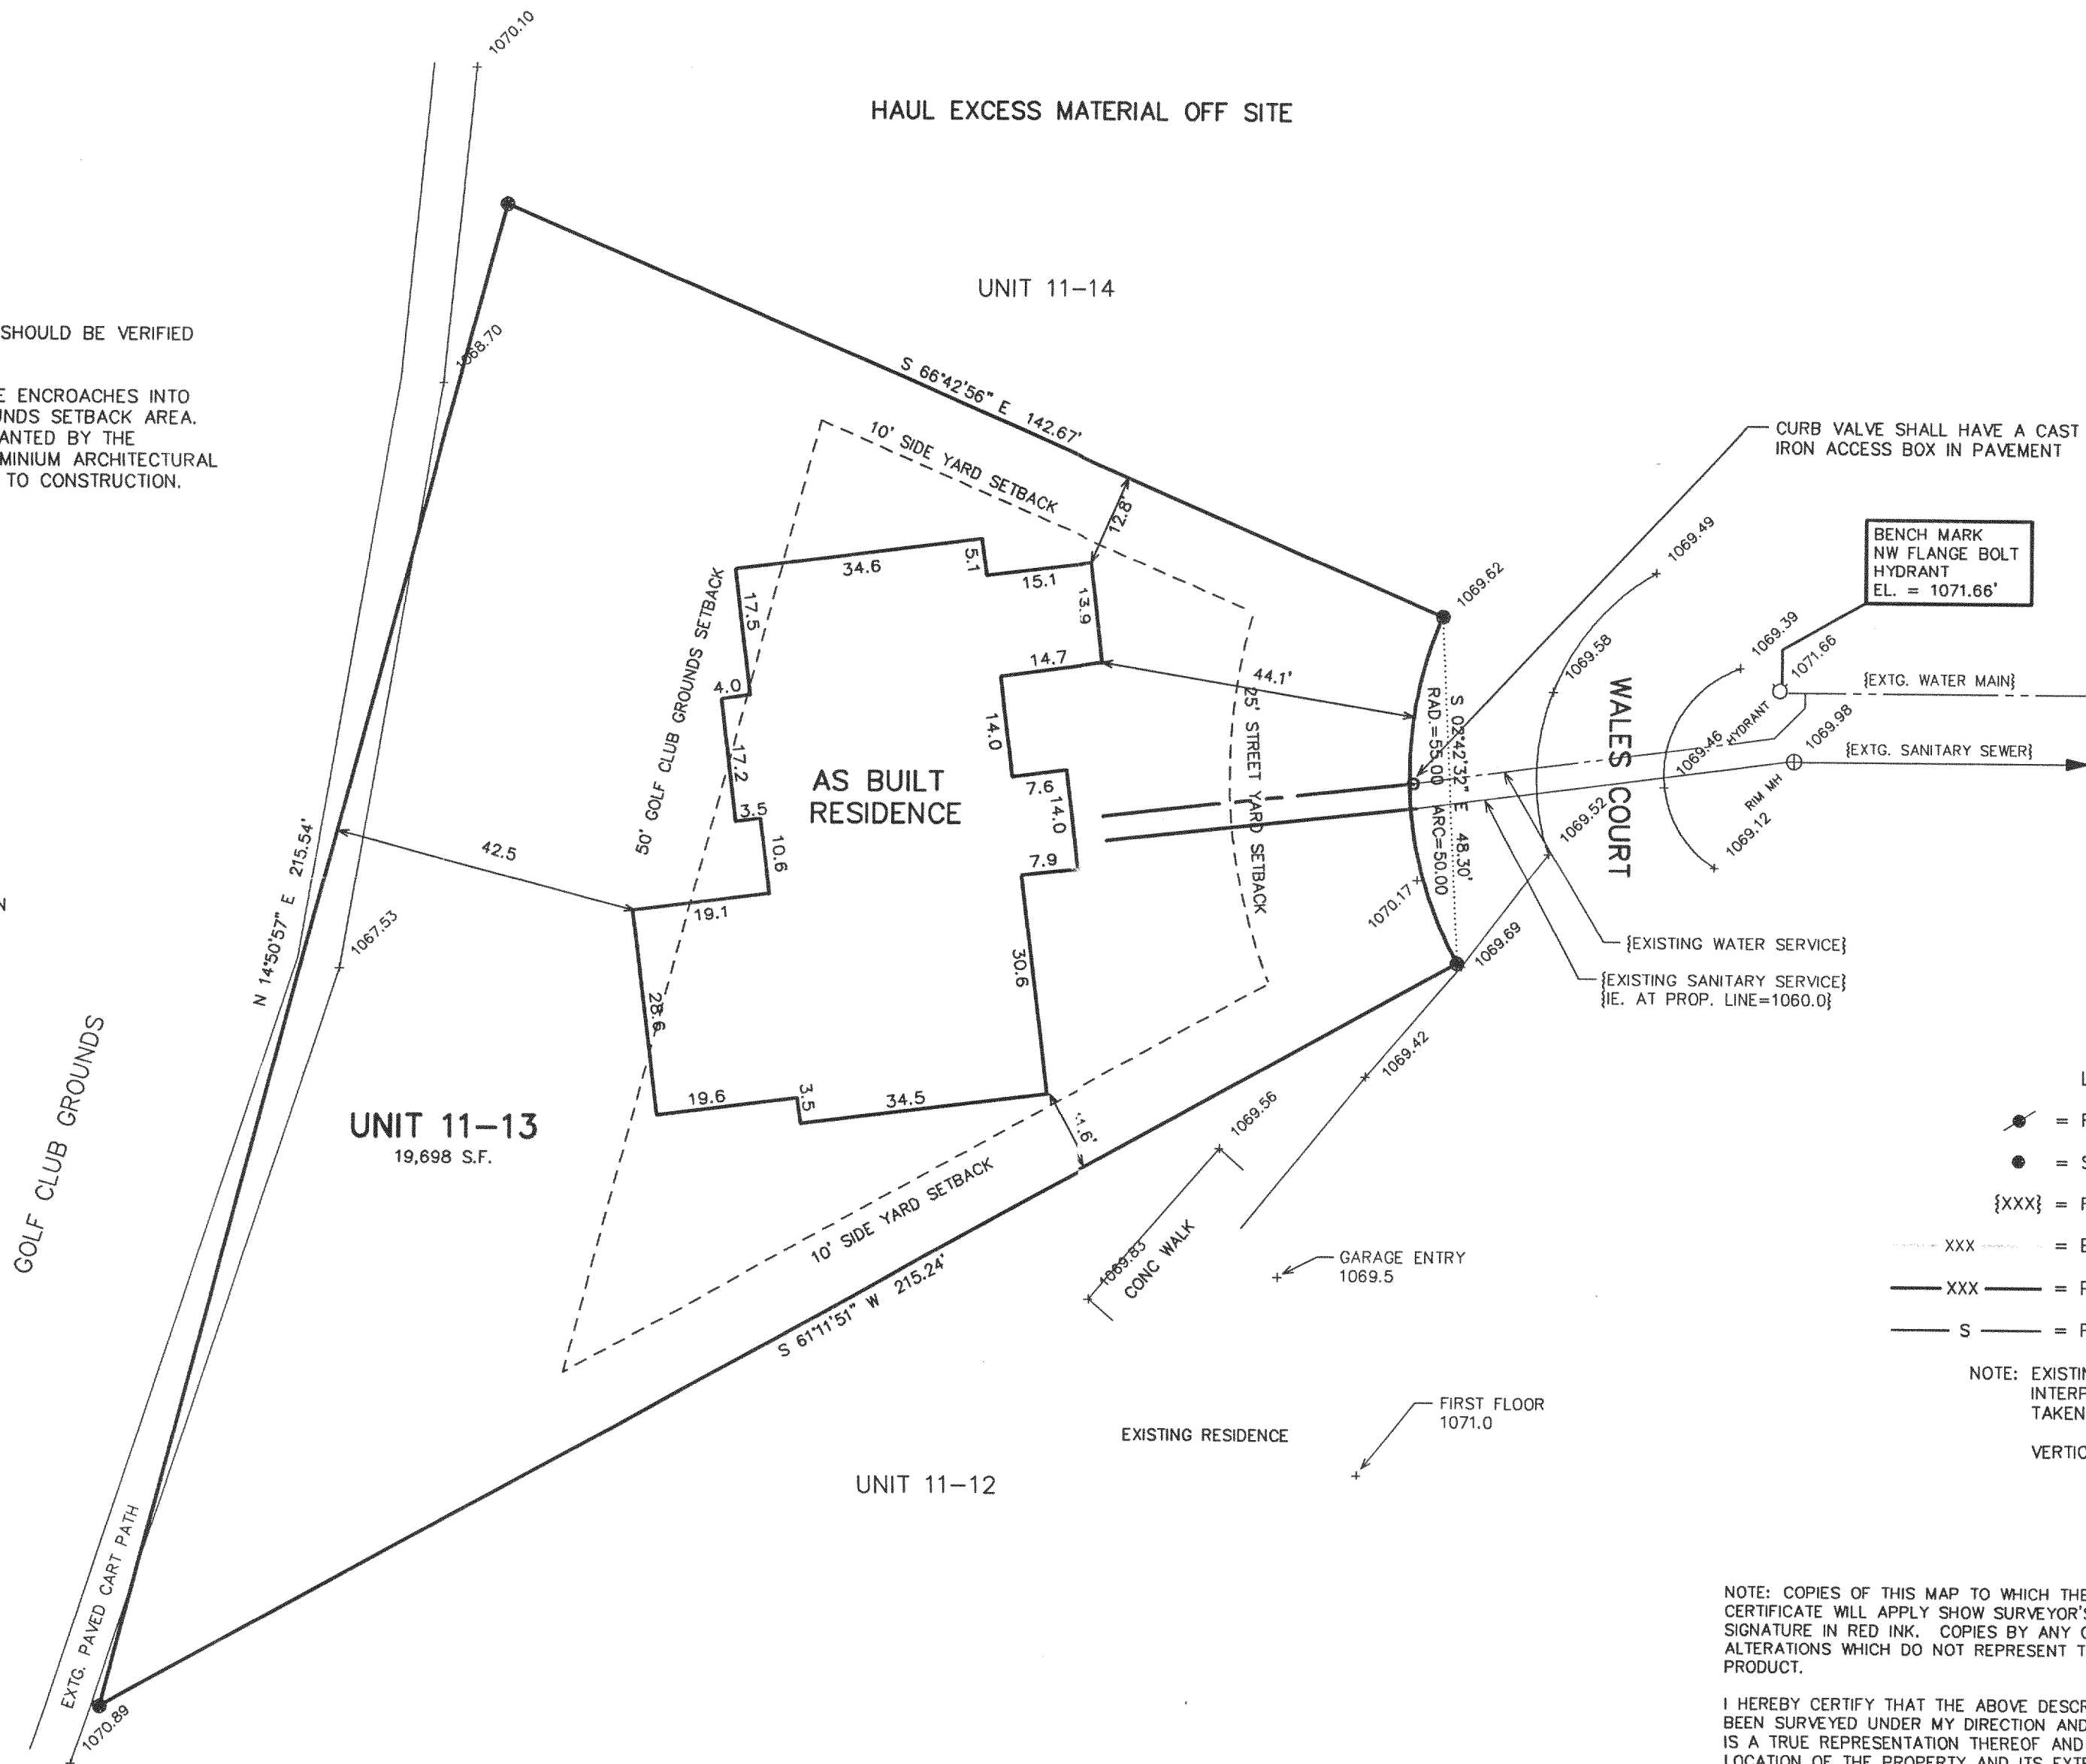 1070.10
HAUL EXCESS MATERIAL OFF SITE
UNIT 11-14
SHOULD BE VERIFIED
1068.70
ENCROACHES INTO
SETBACK AREA.
BY THE
ARCHITECTURAL
TO CONSTRUCTION.
S 66°42'56" E 142.67'
10' SIDE YARD SETBACK
12.8'
CURB VALVE SHALL HAVE A CAST
IRON ACCESS BOX IN PAVEMENT
1069.49
BENCH MARK
NW FLANGE BOLT
HYDRANT
EL. = 1071.66'
34.6
5.1
15.1
13.9
17.5
50' GOLF CLUB GROUNDS SETBACK
1069.62
1069.58
1069.39
1071.66
{EXTG. WATER MAIN}
14.7
44.1'
4.0
14.0
17.2
AS BUILT
RESIDENCE
7.6
14.0
3.5
10.6
7.9
25' STREET YARD SETBACK
RAD.=55.00 ARC=50.00
S 02°42'32" E 48.30'
WALES COURT
HYDRANT
1069.46
1069.98
{EXTG. SANITARY SEWER}
RIM MH
1069.52
1069.12
N 14°50'57" E 215.54'
42.5
19.1
1067.53
1070.17
1069.69
{EXISTING WATER SERVICE}
{EXISTING SANITARY SERVICE}
{IE. AT PROP. LINE=1060.0}
30.6
28.6
GOLF CLUB GROUNDS
1069.42
19.6
3.5
34.5
11.6'
1069.56
UNIT 11-13
19,698 S.F.
10' SIDE YARD SETBACK
S 61°11'51" W 215.24'
1069.83
CONC WALK
GARAGE ENTRY
1069.5
=
=
{XXX} =
XXX =
XXX =
S =
NOTE:
TAKEN
FIRST FLOOR
1071.0
EXISTING RESIDENCE
UNIT 11-12
EXTG. PAVED CART PATH
1070.89
NOTE: COPIES OF THIS MAP TO WHICH THE
CERTIFICATE WILL APPLY SHOW SURVEYOR'S
SIGNATURE IN RED INK. COPIES BY ANY
ALTERATIONS WHICH DO NOT REPRESENT
PRODUCT.
I HEREBY CERTIFY THAT THE ABOVE
BEEN SURVEYED UNDER MY DIRECTION AND
IS A TRUE REPRESENTATION THEREOF AND
LOCATION OF THE PROPERTY AND ITS